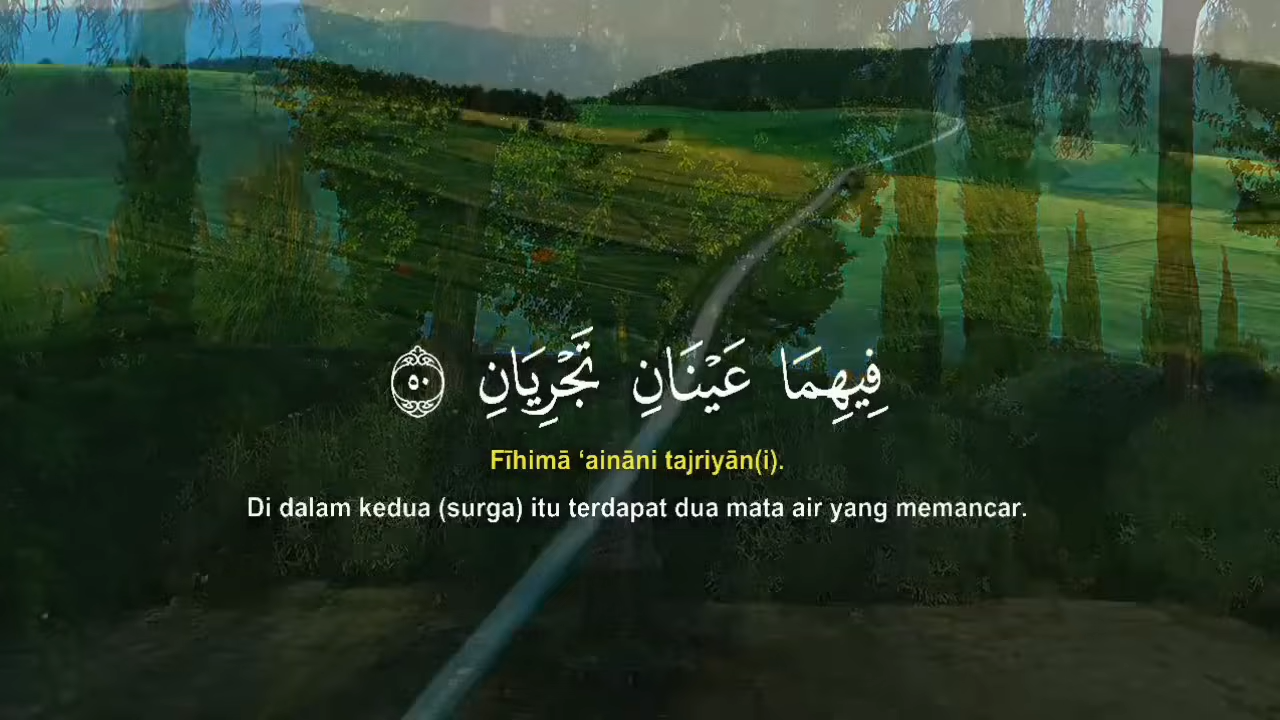 فِيهِمَا عَيْنَانِ تَجْرِيَانِ ۝٥٠
Fīhimā ‘aināni tajriyān(i).
Di dalam kedua (surga) itu terdapat dua mata air yang memancar.